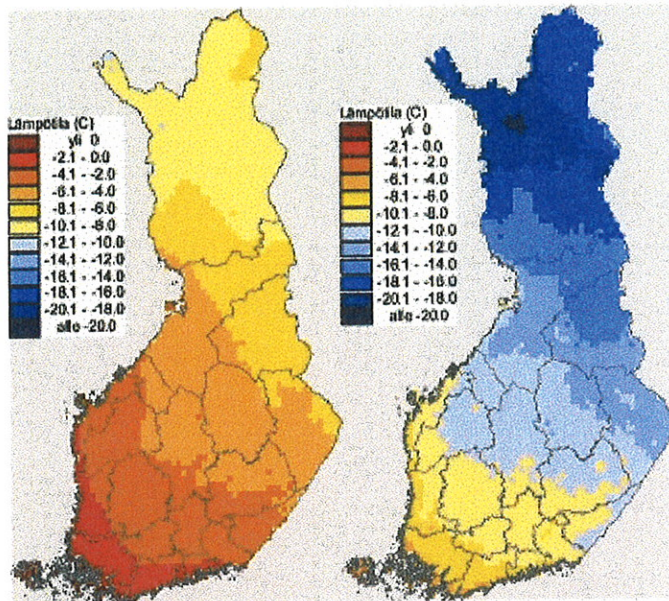 Lämpötila (C)
yli 0
-2.1 - 0.0
-4.1 - -2.0
-6.1 - -4.0
-8.1 - -6.0
-10.1 - -8.0
-12.1 - -10.0
-14.1 - -12.0
-16.1 - -14.0
-18.1 - -16.0
-20.1 - -18.0
alle -20.0
Lämpötila (C)
yli 0
-2.1 - 0.0
-4.1 - -2.0
-6.1 - -4.0
-8.1 - -6.0
-10.1 - -8.0
-12.1 - -10.0
-14.1 - -12.0
-16.1 - -14.0
-18.1 - -16.0
-20.1 - -18.0
alle -20.0